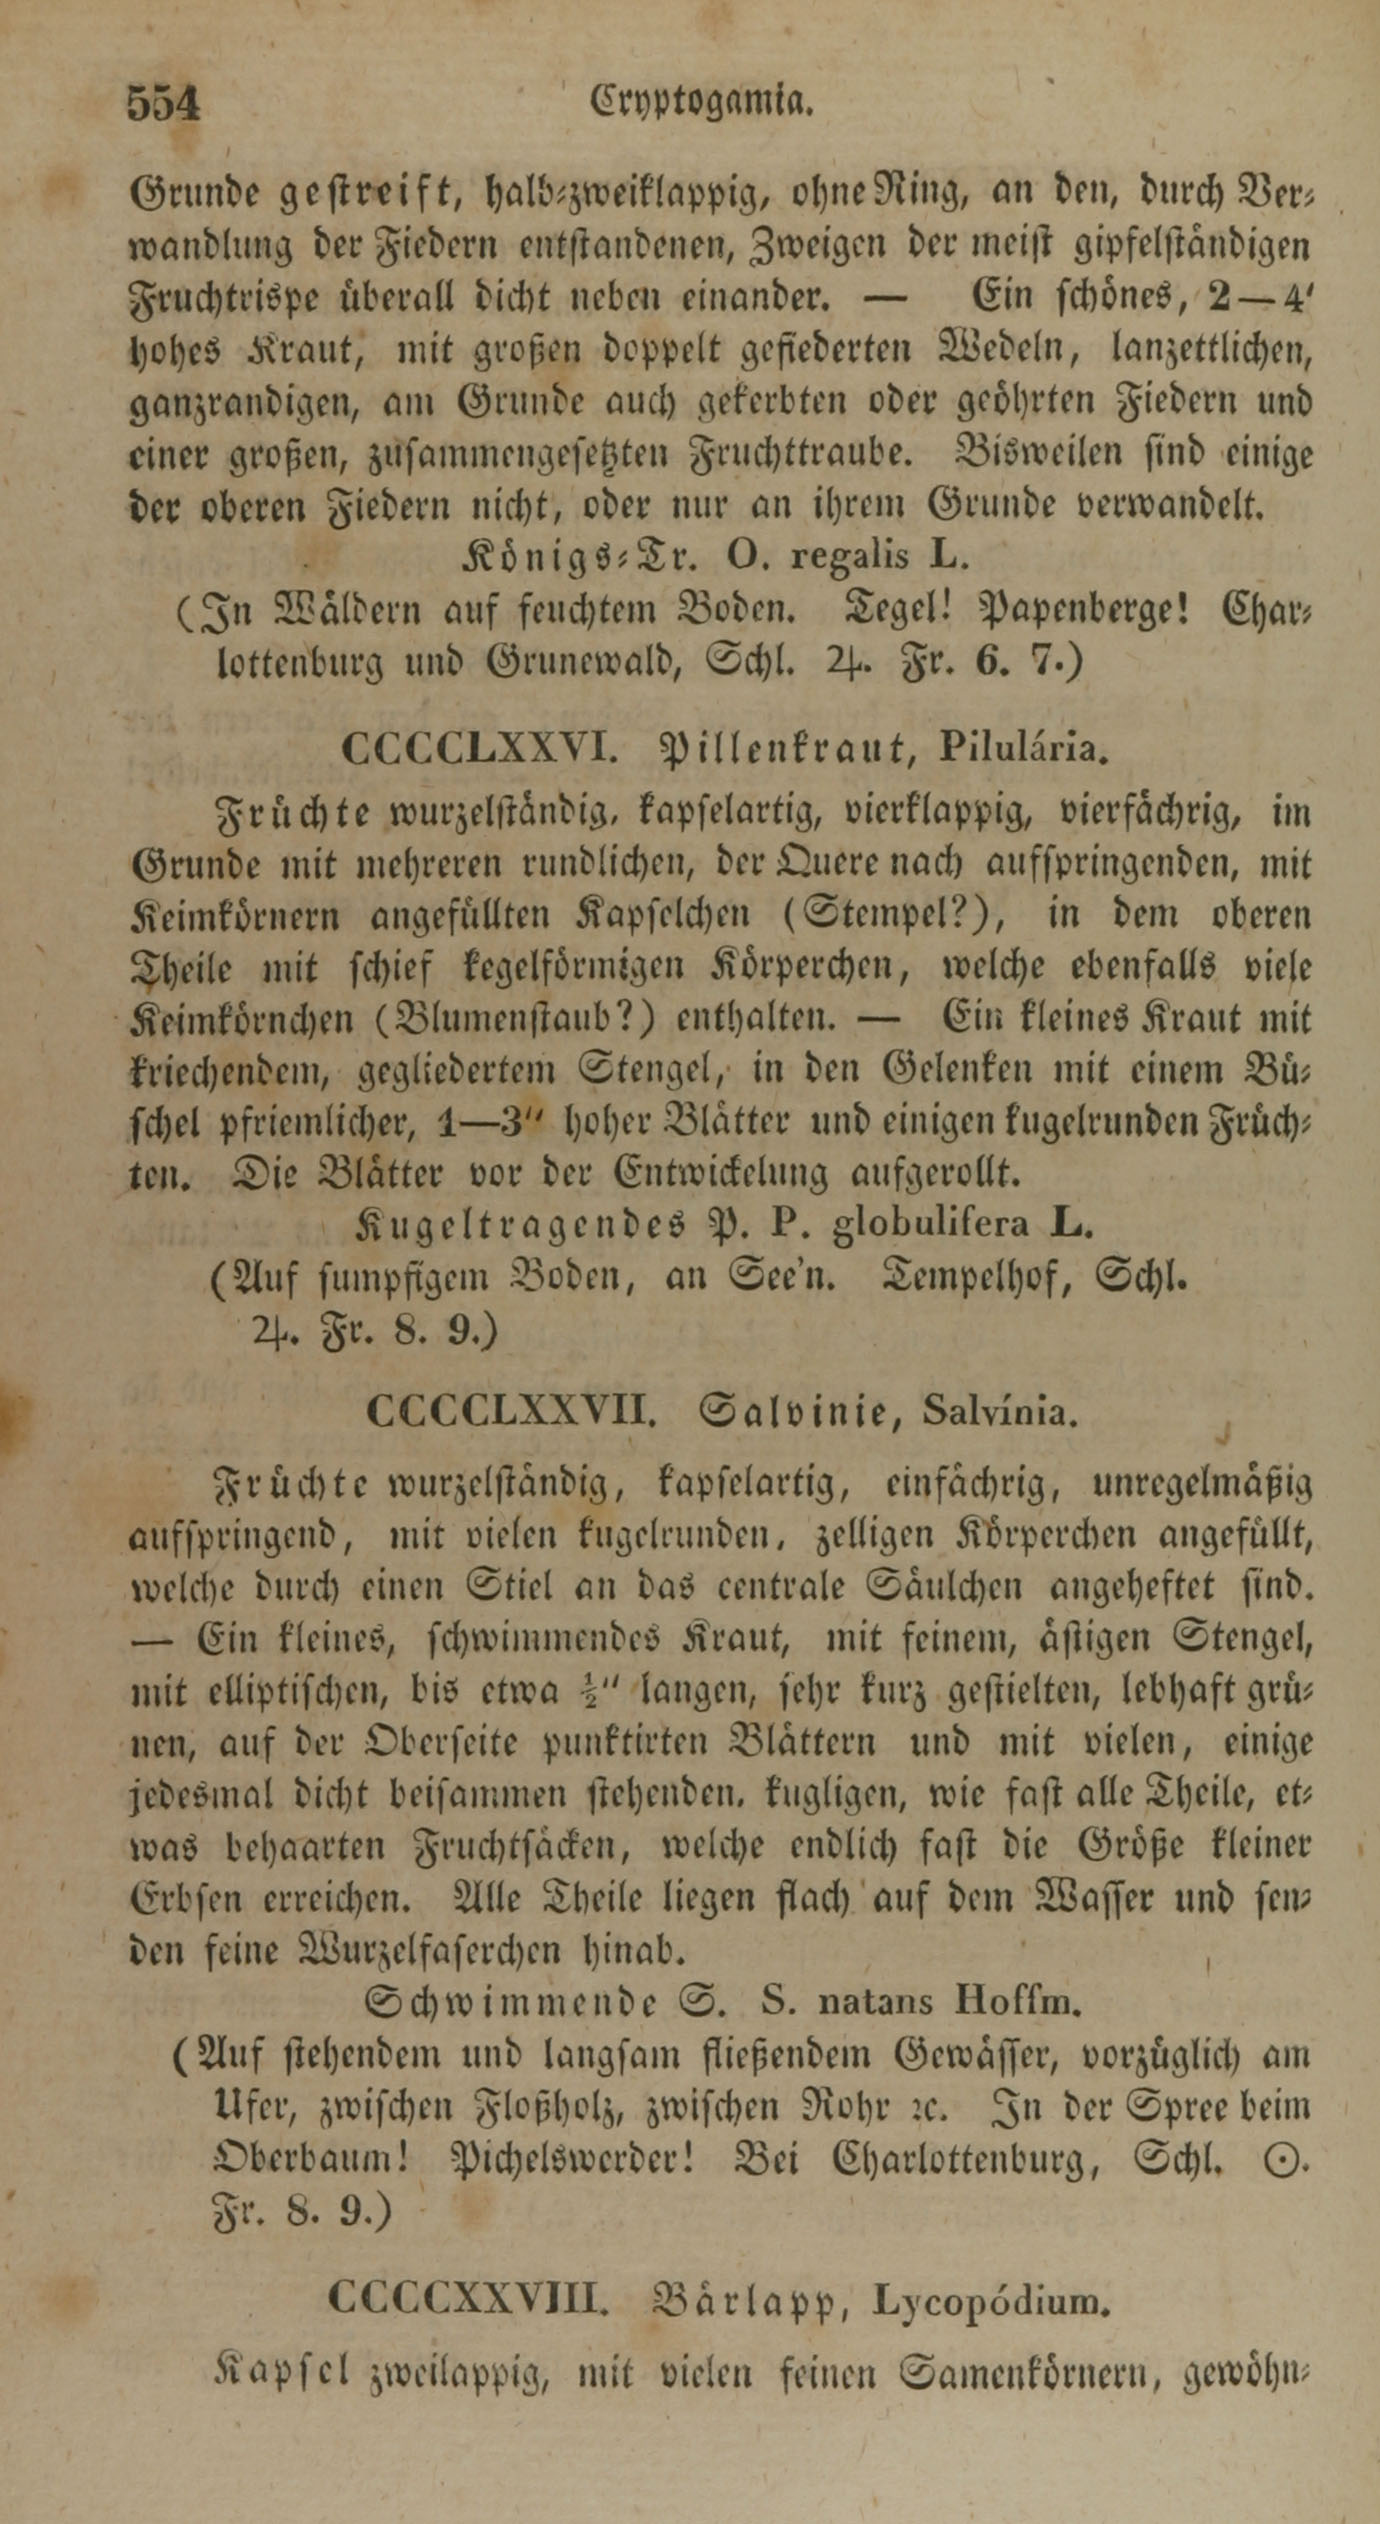 554 Cryptogamia.
Grunde gestreift, halb-zweiklappig, ohne Ring, an den, durch Ver-
wandlung der Fiedern entstandenen, Zweigen der meist gipfelständigen
Fruchtrispe überall dicht neben einander. — Ein schönes, 2—4'
hohes Kraut, mit großen doppelt gefiederten Wedeln, lanzettlichen,
ganzrandigen, am Grunde auch gekerbten oder geöhrten Fiedern und
einer großen, zusammengesetzten Fruchttraube. Bisweilen sind einige
der oberen Fiedern nicht, oder nur an ihrem Grunde verwandelt.
Königs-Tr. O. regalis L.
(In Wäldern auf feuchtem Boden. Tegel! Papenberge! Char-
lottenburg und Grunewald, Schl. ♃. Fr. 6. 7.)
CCCCLXXVI. Pillenkraut, Pilulária.
Früchte wurzelständig, kapselartig, vierklappig, vierfächrig, im
Grunde mit mehreren rundlichen, der Quere nach aufspringenden, mit
Keimkörnern angefüllten Kapselchen (Stempel?), in dem oberen
Theile mit schief kegelförmigen Körperchen, welche ebenfalls viele
Keimkörnchen (Blumenstaub?) enthalten. — Ein kleines Kraut mit
kriechendem, gegliedertem Stengel, in den Gelenken mit einem Bü-
schel pfriemlicher, 1—3" hoher Blätter und einigen kugelrunden Früch-
ten. Die Blätter vor der Entwickelung aufgerollt.
Kugeltragendes P. P. globulifera L.
(Auf sumpfigem Boden, an See'n. Tempelhof, Schl.
♃. Fr. 8. 9.)
CCCCLXXVII. Salvinie, Salvínia.
Früchte wurzelständig, kapselartig, einfächrig, unregelmäßig
aufspringend, mit vielen kugelrunden, zelligen Körperchen angefüllt,
welche durch einen Stiel an das centrale Säulchen angeheftet sind.
— Ein kleines, schwimmendes Kraut, mit feinem, ästigen Stengel,
mit elliptischen, bis etwa ½" langen, sehr kurz gestielten, lebhaft grü-
nen, auf der Oberseite punktirten Blättern und mit vielen, einige
jedesmal dicht beisammen stehenden, kugligen, wie fast alle Theile, et-
was behaarten Fruchtsäcken, welche endlich fast die Größe kleiner
Erbsen erreichen. Alle Theile liegen flach auf dem Wasser und sen-
den feine Wurzelfaserchen hinab.
Schwimmende S. S. natans Hoffm.
(Auf stehendem und langsam fließendem Gewässer, vorzüglich am
Ufer, zwischen Floßholz, zwischen Rohr ꝛc. In der Spree beim
Oberbaum! Pichelswerder! Bei Charlottenburg, Schl. ⊙.
Fr. 8. 9.)
CCCCXXVIII. Bärlapp, Lycopódium.
Kapsel zweilappig, mit vielen feinen Samenkörnern, gewöhn-